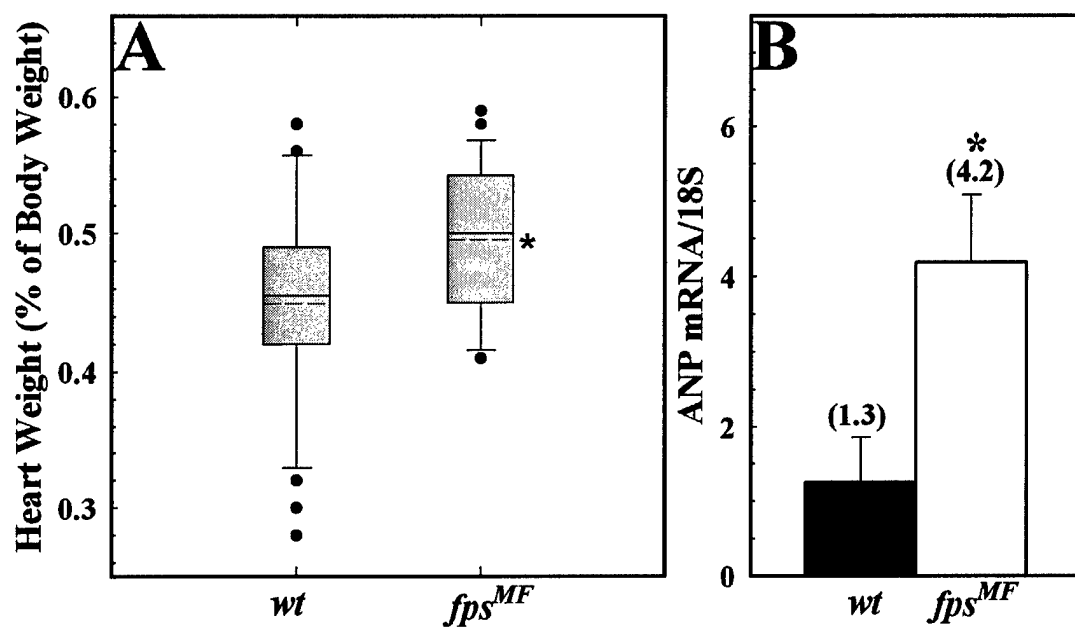 A
Heart Weight (% of Body Weight)
0.6
0.5
0.4
0.3
*
wt
fps^MF
B
ANP mRNA/18S
6
4
2
0
*
(4.2)
(1.3)
wt
fps^MF